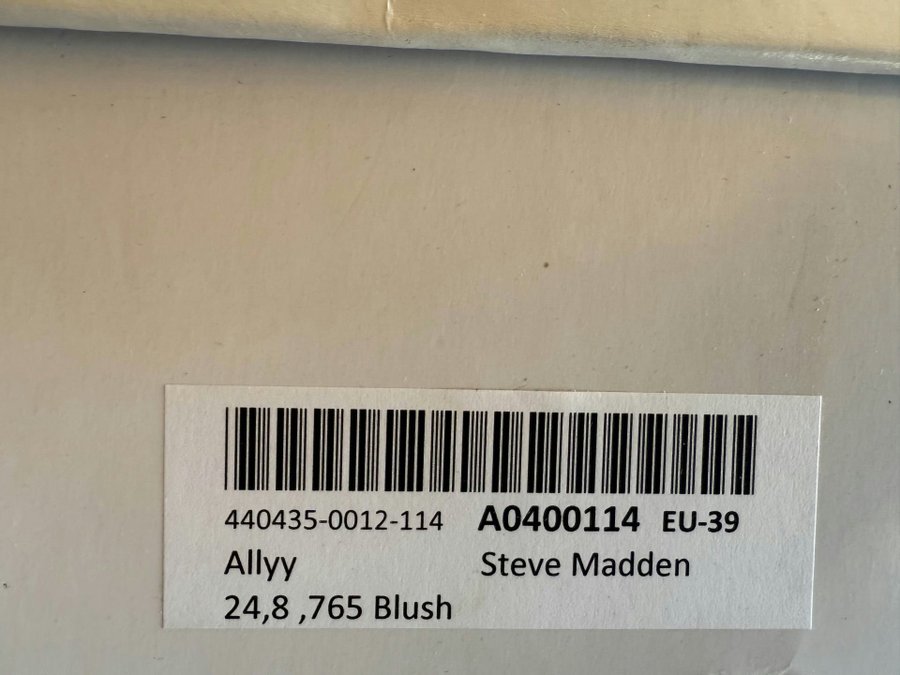 440435-0012-114 A0400114 EU-39
Allyy Steve Madden
24,8 ,765 Blush